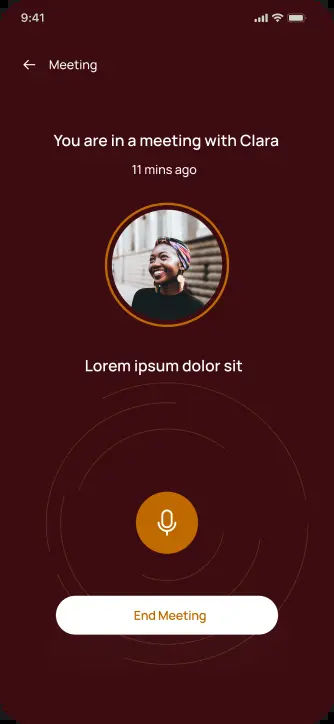 9:41
Meeting
You are in a meeting with Clara
11 mins ago
Lorem ipsum dolor sit
End Meeting